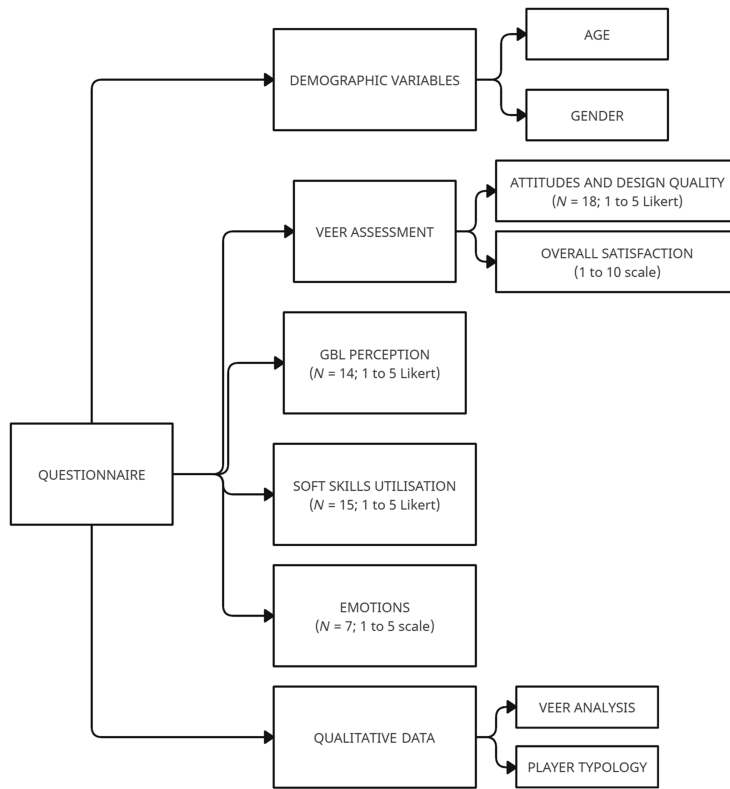 DEMOGRAPHIC VARIABLES
AGE
GENDER
VEER ASSESSMENT
ATTITUDES AND DESIGN QUALITY
(N = 18; 1 to 5 Likert)
OVERALL SATISFACTION
(1 to 10 scale)
GBL PERCEPTION
(N = 14; 1 to 5 Likert)
QUESTIONNAIRE
SOFT SKILLS UTILISATION
(N = 15; 1 to 5 Likert)
EMOTIONS
(N = 7; 1 to 5 scale)
QUALITATIVE DATA
VEER ANALYSIS
PLAYER TYPOLOGY